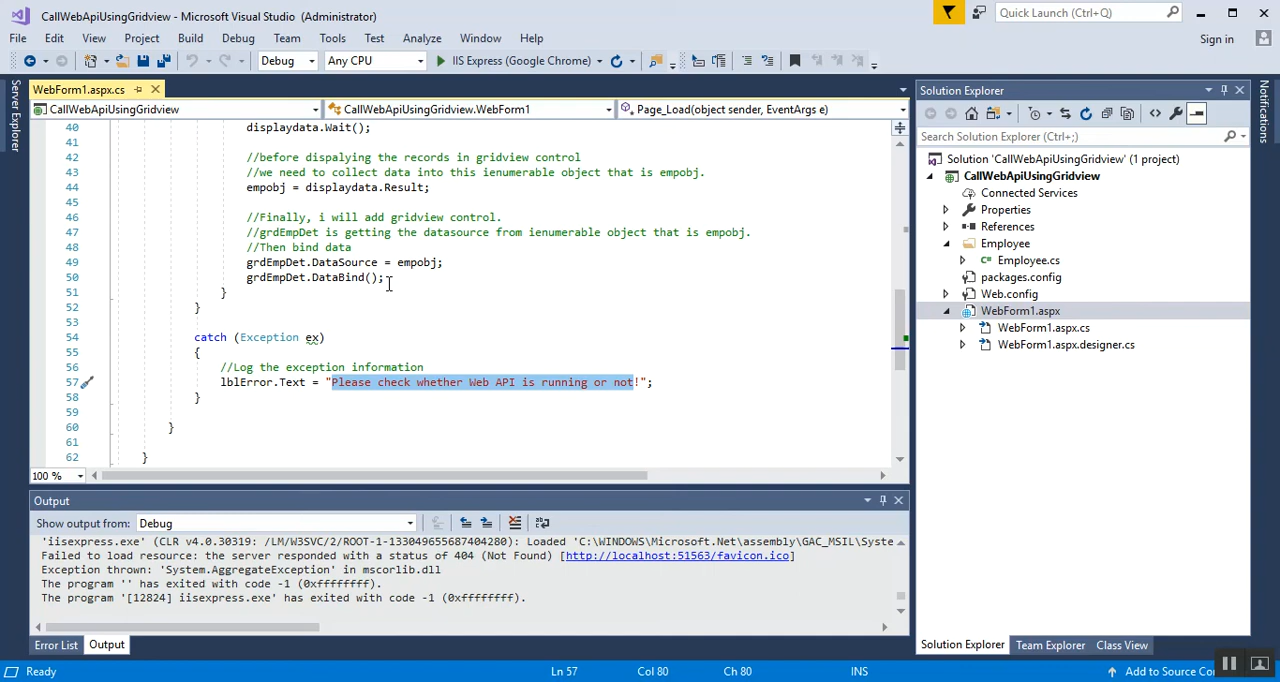 CallWebApiUsingGridview - Microsoft Visual Studio (Administrator)
Quick Launch (Ctrl+Q)
File Edit View Project Build Debug Team Tools Test Analyze Window Help
Sign in
Debug Any CPU IIS Express (Google Chrome)
Server Explorer
WebForm1.aspx.cs
CallWebApiUsingGridview CallWebApiUsingGridview.WebForm1 Page_Load(object sender, EventArgs e)
40 displaydata.Wait();
41
42 //before dispalying the records in gridview control
43 //we need to collect data into this ienumerable object that is empobj.
44 empobj = displaydata.Result;
45
46 //Finally, i will add gridview control.
47 //grdEmpDet is getting the datasource from ienumerable object that is empobj.
48 //Then bind data
49 grdEmpDet.DataSource = empobj;
50 grdEmpDet.DataBind();
51 }
52 }
53
54 catch (Exception ex)
55 {
56 //Log the exception information
57 lblError.Text = "Please check whether Web API is running or not!";
58 }
59
60 }
61
62 }
100 %
Output
Show output from: Debug
'iisexpress.exe' (CLR v4.0.30319: /LM/W3SVC/2/ROOT-1-133049655687404280): Loaded 'C:\WINDOWS\Microsoft.Net\assembly\GAC_MSIL\Syste
Failed to load resource: the server responded with a status of 404 (Not Found) [http://localhost:51563/favicon.ico]
Exception thrown: 'System.AggregateException' in mscorlib.dll
The program '' has exited with code -1 (0xffffffff).
The program '[12824] iisexpress.exe' has exited with code -1 (0xffffffff).
Error List Output
Solution Explorer
Search Solution Explorer (Ctrl+;)
Solution 'CallWebApiUsingGridview' (1 project)
CallWebApiUsingGridview
Connected Services
Properties
References
Employee
Employee.cs
packages.config
Web.config
WebForm1.aspx
WebForm1.aspx.cs
WebForm1.aspx.designer.cs
Solution Explorer Team Explorer Class View
Notifications
Ready Ln 57 Col 80 Ch 80 INS Add to Source Co